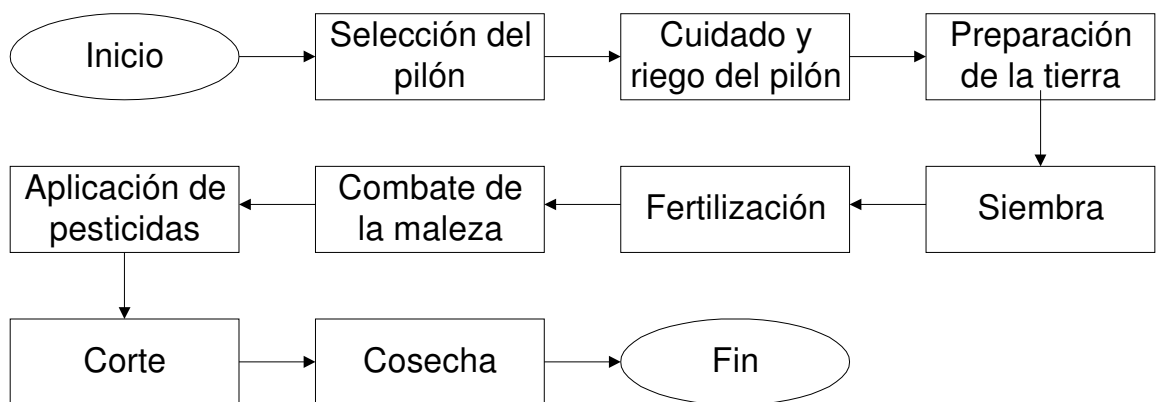 Inicio
Selección del
pilón
Cuidado y
riego del pilón
Preparación
de la tierra
Siembra
Fertilización
Combate de
la maleza
Aplicación de
pesticidas
Corte
Cosecha
Fin